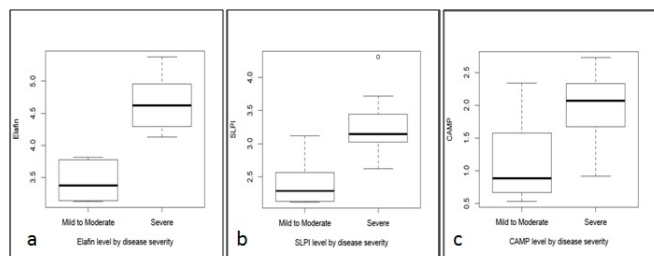 Elafin
5.0
4.5
4.0
3.5
Mild to Moderate Severe
a Elafin level by disease severity
SLPI
4.0
3.5
3.0
2.5
Mild to Moderate Severe
b SLPI level by disease severity
CAMP
2.5
2.0
1.5
1.0
0.5
Mild to Moderate Severe
c CAMP level by disease severity